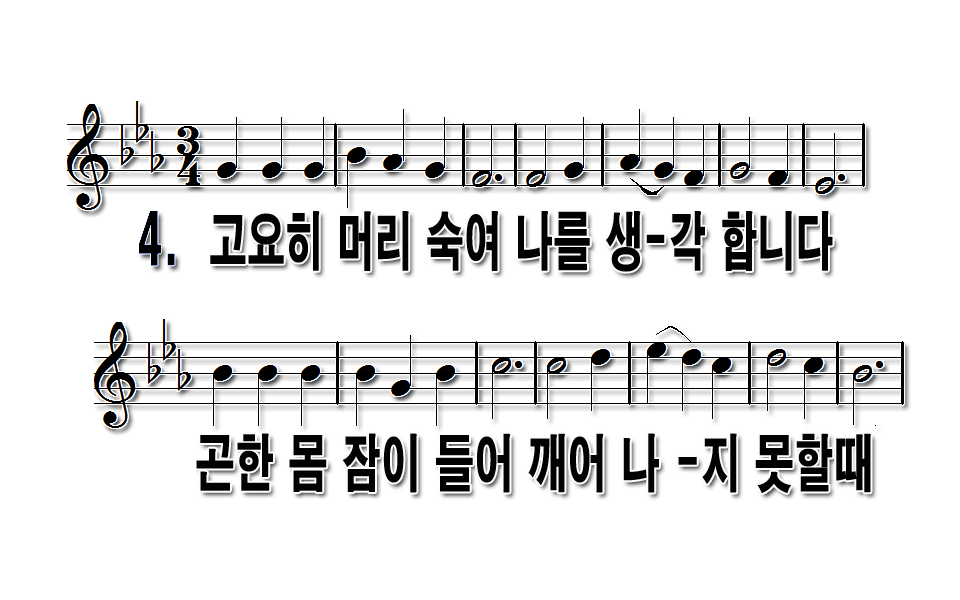 4. 고요히 머리 숙여 나를 생-각 합니다
곤한 몸 잠이 들어 깨어 나 -지 못할때